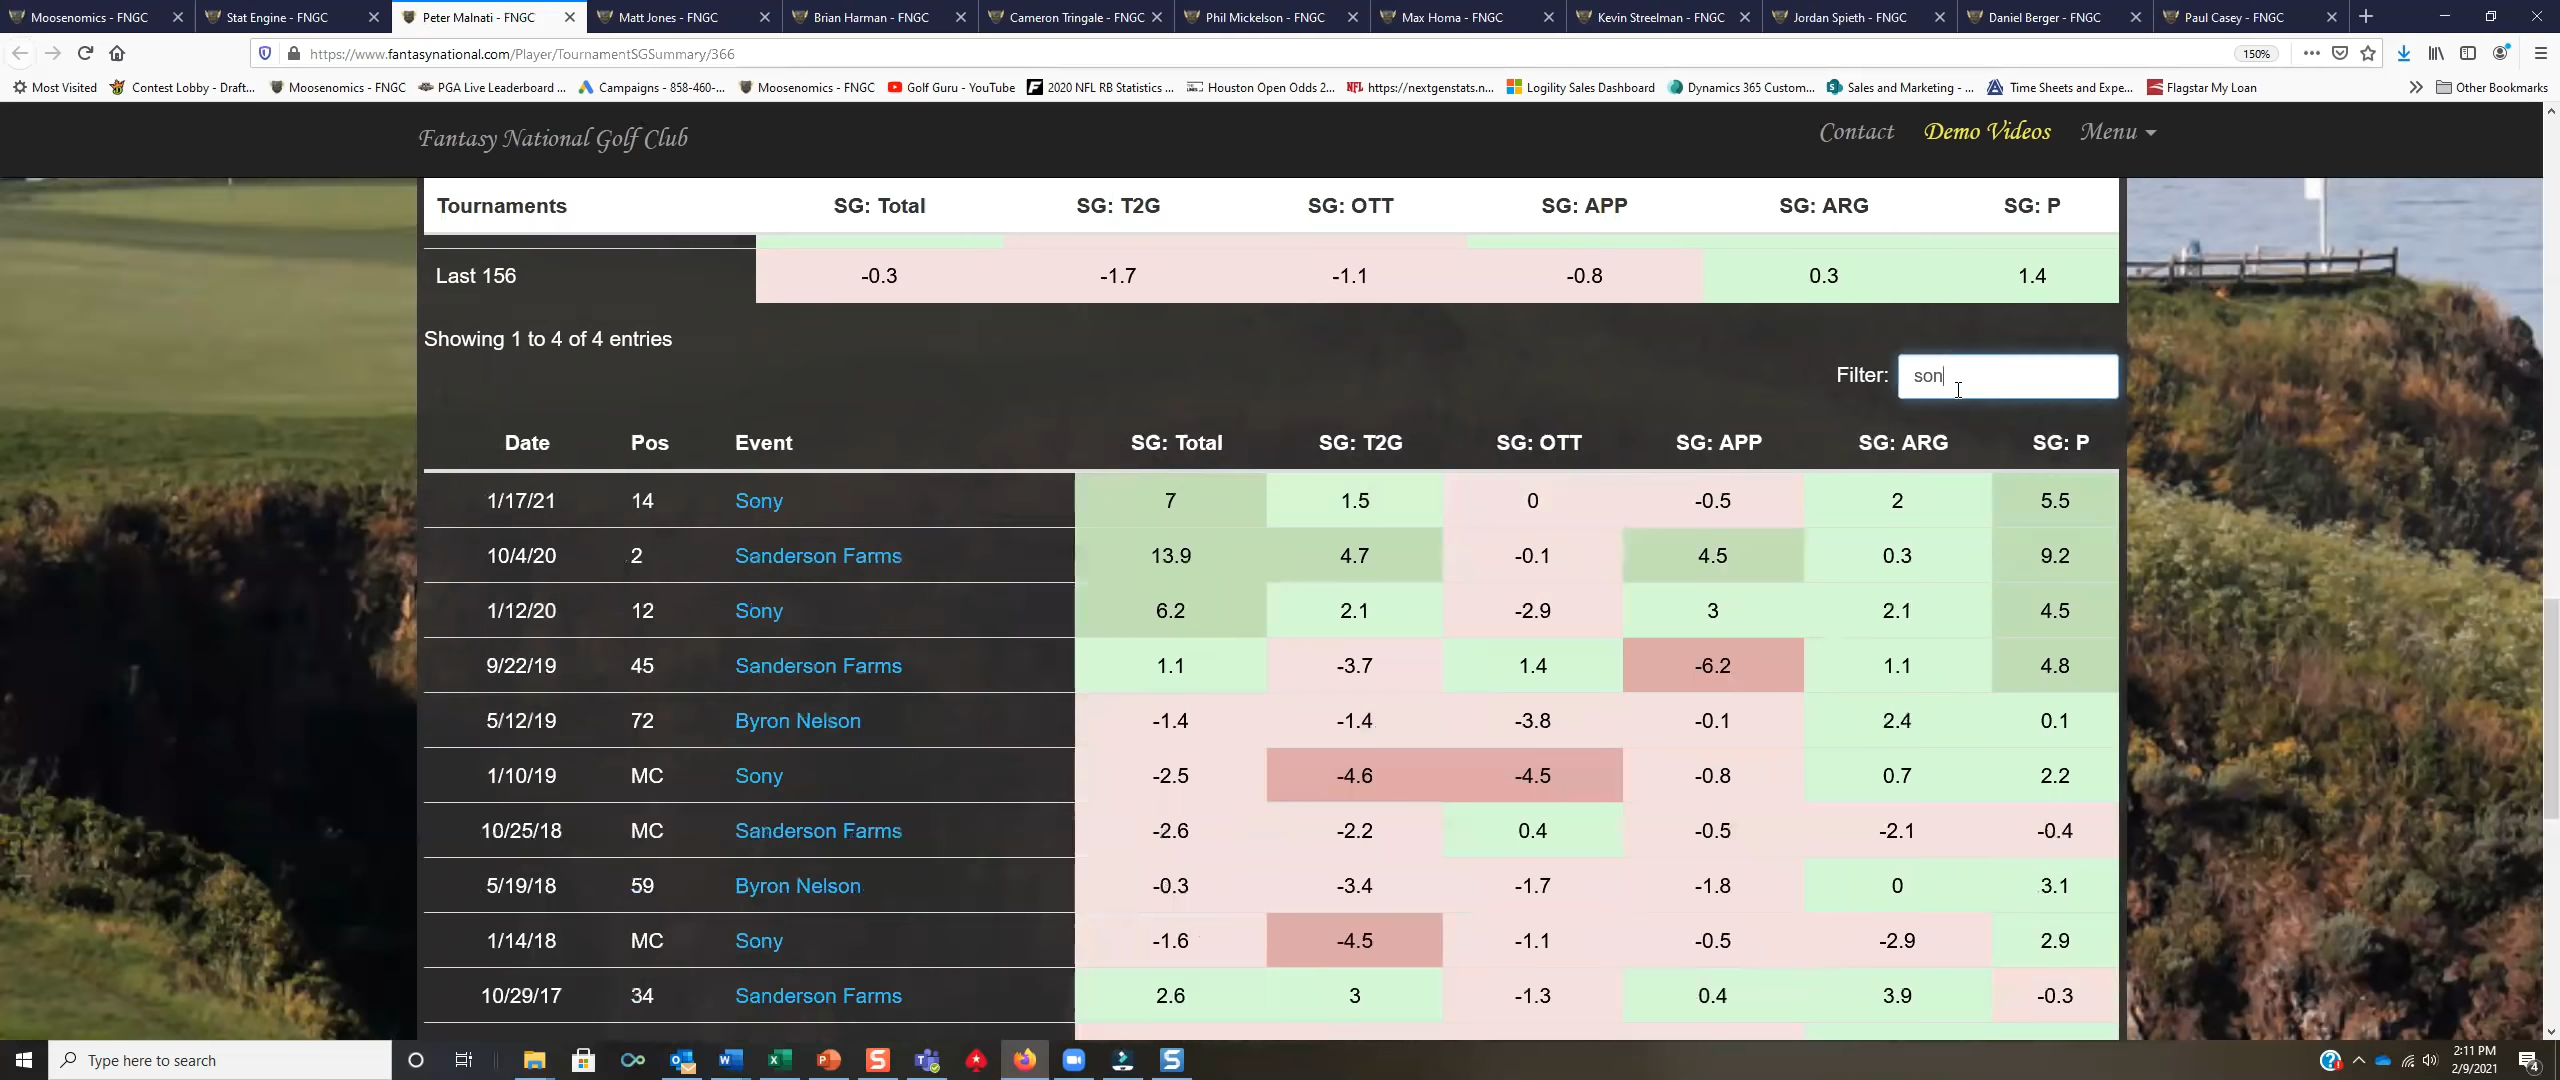 Moosenomics - FNGC Stat Engine - FNGC Peter Malnati - FNGC Matt Jones - FNGC Brian Harman - FNGC Cameron Tringale - FNGC Phil Mickelson - FNGC Max Homa - FNGC Kevin Streelman - FNGC Jordan Spieth - FNGC Daniel Berger - FNGC Paul Casey - FNGC
https://www.fantasynational.com/Player/TournamentSGSummary/366 150%
Most Visited Contest Lobby - Draft... Moosenomics - FNGC PGA Live Leaderboard ... Campaigns - 858-460-... Moosenomics - FNGC Golf Guru - YouTube 2020 NFL RB Statistics ... Houston Open Odds 2... https://nextgenstats.n... Logility Sales Dashboard Dynamics 365 Custom... Sales and Marketing - ... Time Sheets and Expe... Flagstar My Loan Other Bookmarks
Fantasy National Golf Club Contact Demo Videos Menu
Tournaments SG: Total SG: T2G SG: OTT SG: APP SG: ARG SG: P
Last 156 -0.3 -1.7 -1.1 -0.8 0.3 1.4
Showing 1 to 4 of 4 entries
Filter: son
Date Pos Event SG: Total SG: T2G SG: OTT SG: APP SG: ARG SG: P
1/17/21 14 Sony 7 1.5 0 -0.5 2 5.5
10/4/20 2 Sanderson Farms 13.9 4.7 -0.1 4.5 0.3 9.2
1/12/20 12 Sony 6.2 2.1 -2.9 3 2.1 4.5
9/22/19 45 Sanderson Farms 1.1 -3.7 1.4 -6.2 1.1 4.8
5/12/19 72 Byron Nelson -1.4 -1.4 -3.8 -0.1 2.4 0.1
1/10/19 MC Sony -2.5 -4.6 -4.5 -0.8 0.7 2.2
10/25/18 MC Sanderson Farms -2.6 -2.2 0.4 -0.5 -2.1 -0.4
5/19/18 59 Byron Nelson -0.3 -3.4 -1.7 -1.8 0 3.1
1/14/18 MC Sony -1.6 -4.5 -1.1 -0.5 -2.9 2.9
10/29/17 34 Sanderson Farms 2.6 3 -1.3 0.4 3.9 -0.3
Type here to search 2:11 PM
2/9/2021 4